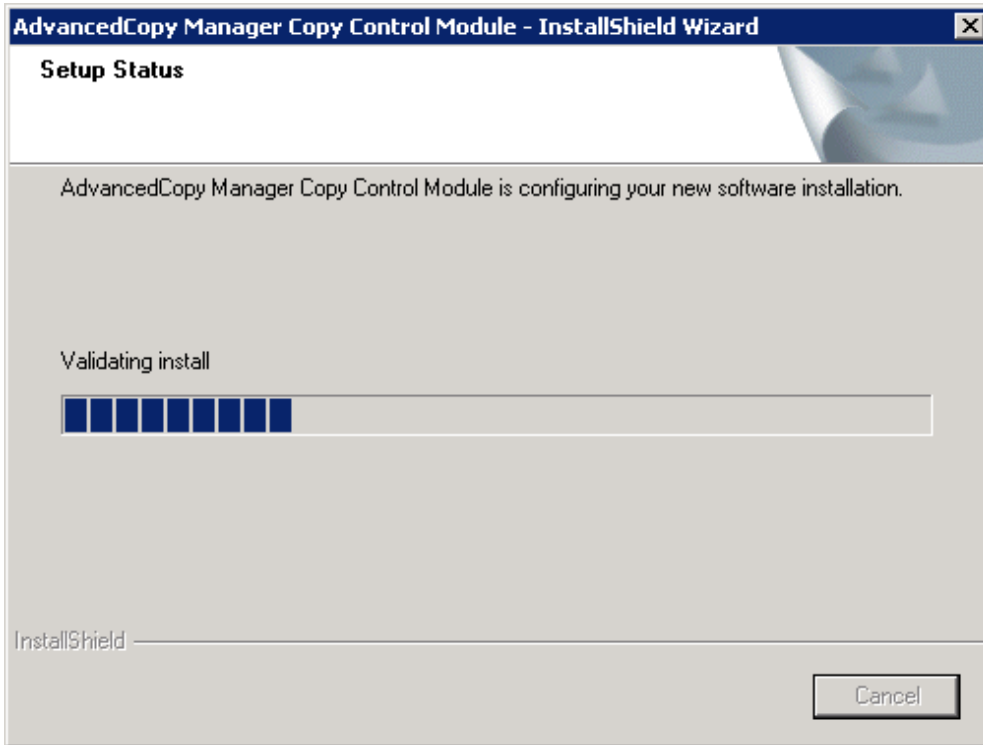 AdvancedCopy Manager Copy Control Module - InstallShield Wizard
Setup Status
AdvancedCopy Manager Copy Control Module is configuring your new software installation.
Validating install
InstallShield
Cancel